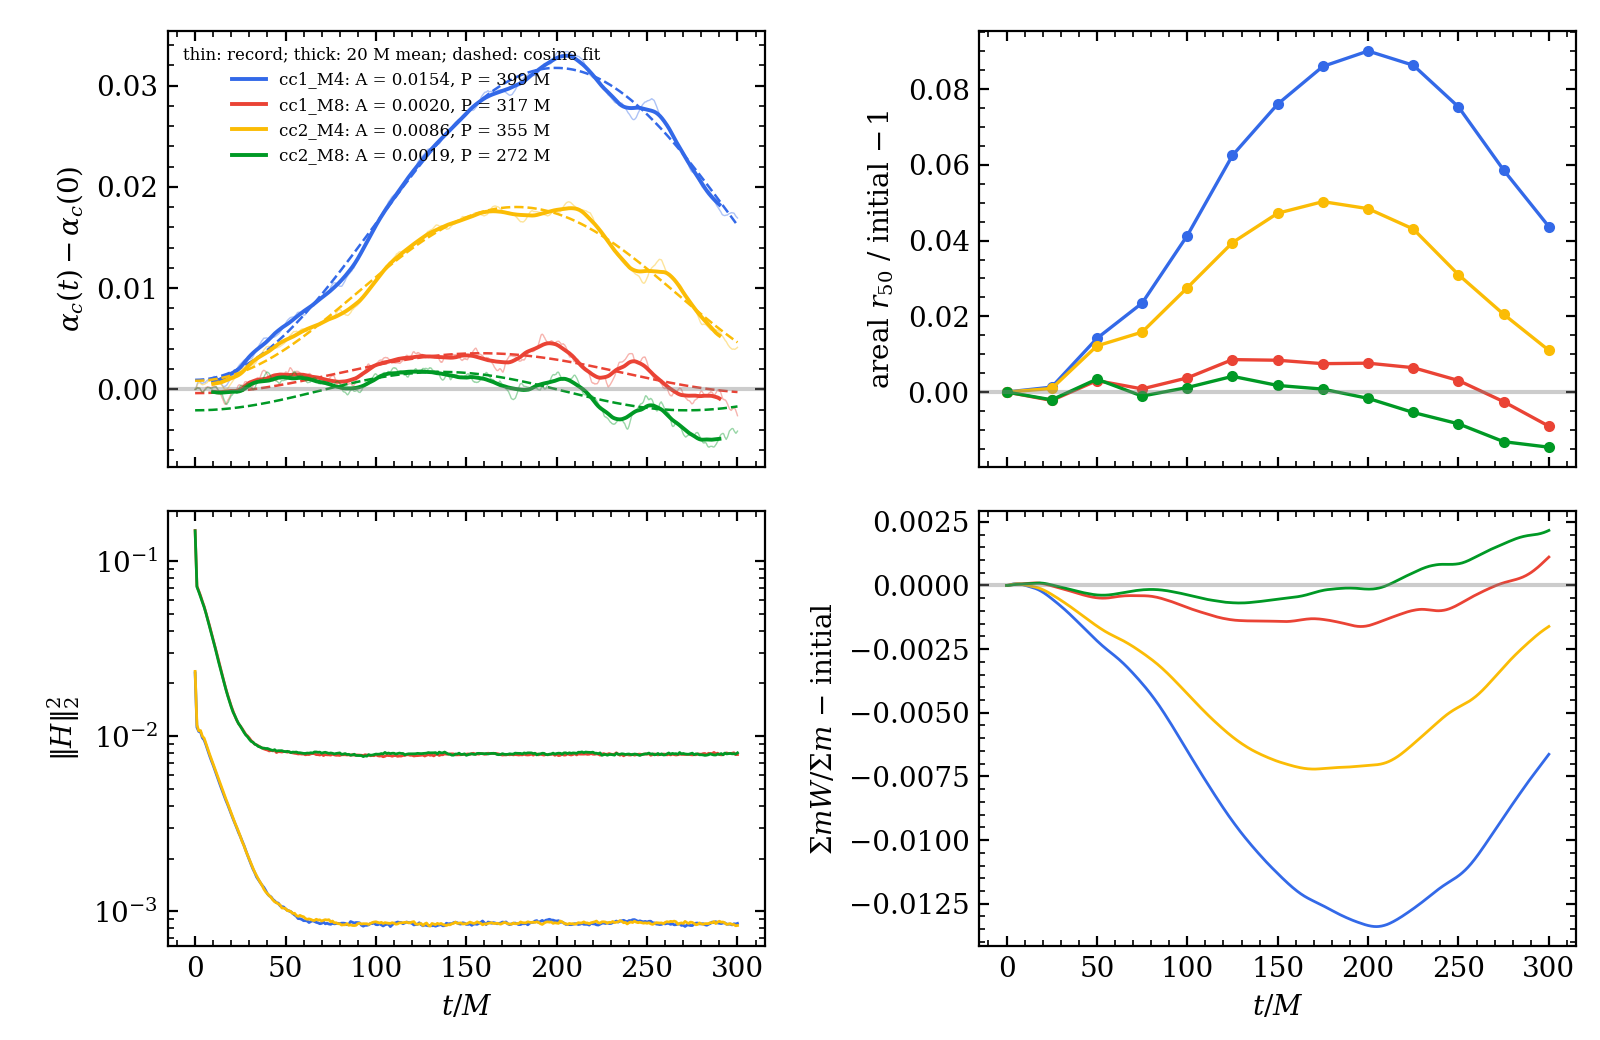 thin: record; thick: 20 M mean; dashed: cosine fit
cc1_M4: A = 0.0154, P = 399 M
cc1_M8: A = 0.0020, P = 317 M
cc2_M4: A = 0.0086, P = 355 M
cc2_M8: A = 0.0019, P = 272 M
0.03
0.02
0.01
0.00
α_c(t) − α_c(0)
0.08
0.06
0.04
0.02
0.00
areal r_50 / initial −1
10^−1
10^−2
10^−3
‖H‖_2^2
0 50 100 150 200 250 300
t/M
0.0025
0.0000
−0.0025
−0.0050
−0.0075
−0.0100
−0.0125
ΣmW/Σm − initial
0 50 100 150 200 250 300
t/M